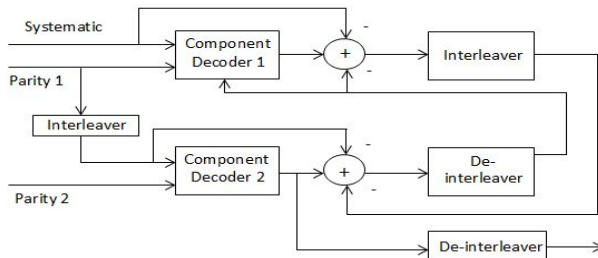 Systematic
Component
Decoder 1
-
+
-
Interleaver
Parity 1
Interleaver
Component
Decoder 2
-
+
-
De-
interleaver
Parity 2
De-interleaver